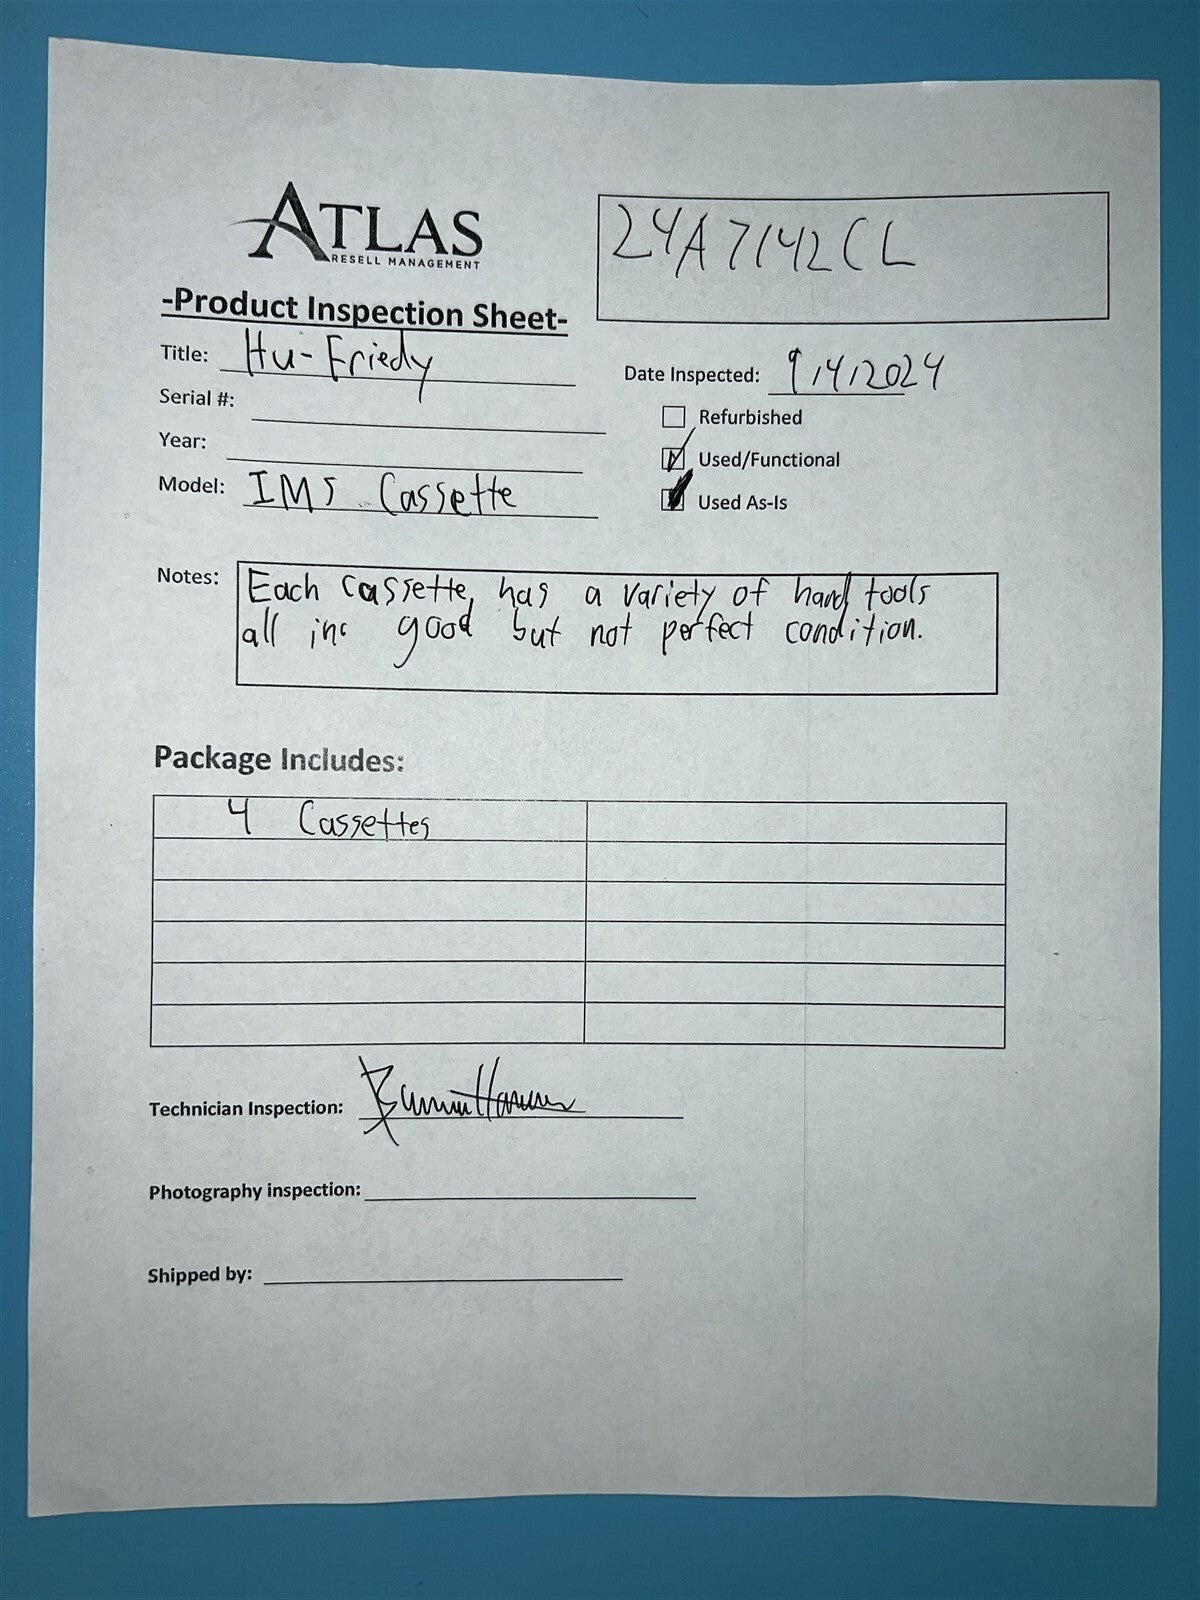 ATLAS
RESELL MANAGEMENT
24A7142CL
-Product Inspection Sheet-
Title: Hu-Friedy
Date Inspected: 9/4/2024
Serial #:
Refurbished
Year:
Used/Functional
Model: IMS Cassette
Used As-Is
Notes: Each cassette has a variety of hand tools
all in good but not perfect condition.
Package Includes:
4 Cassettes
Technician Inspection:
Photography inspection:
Shipped by: